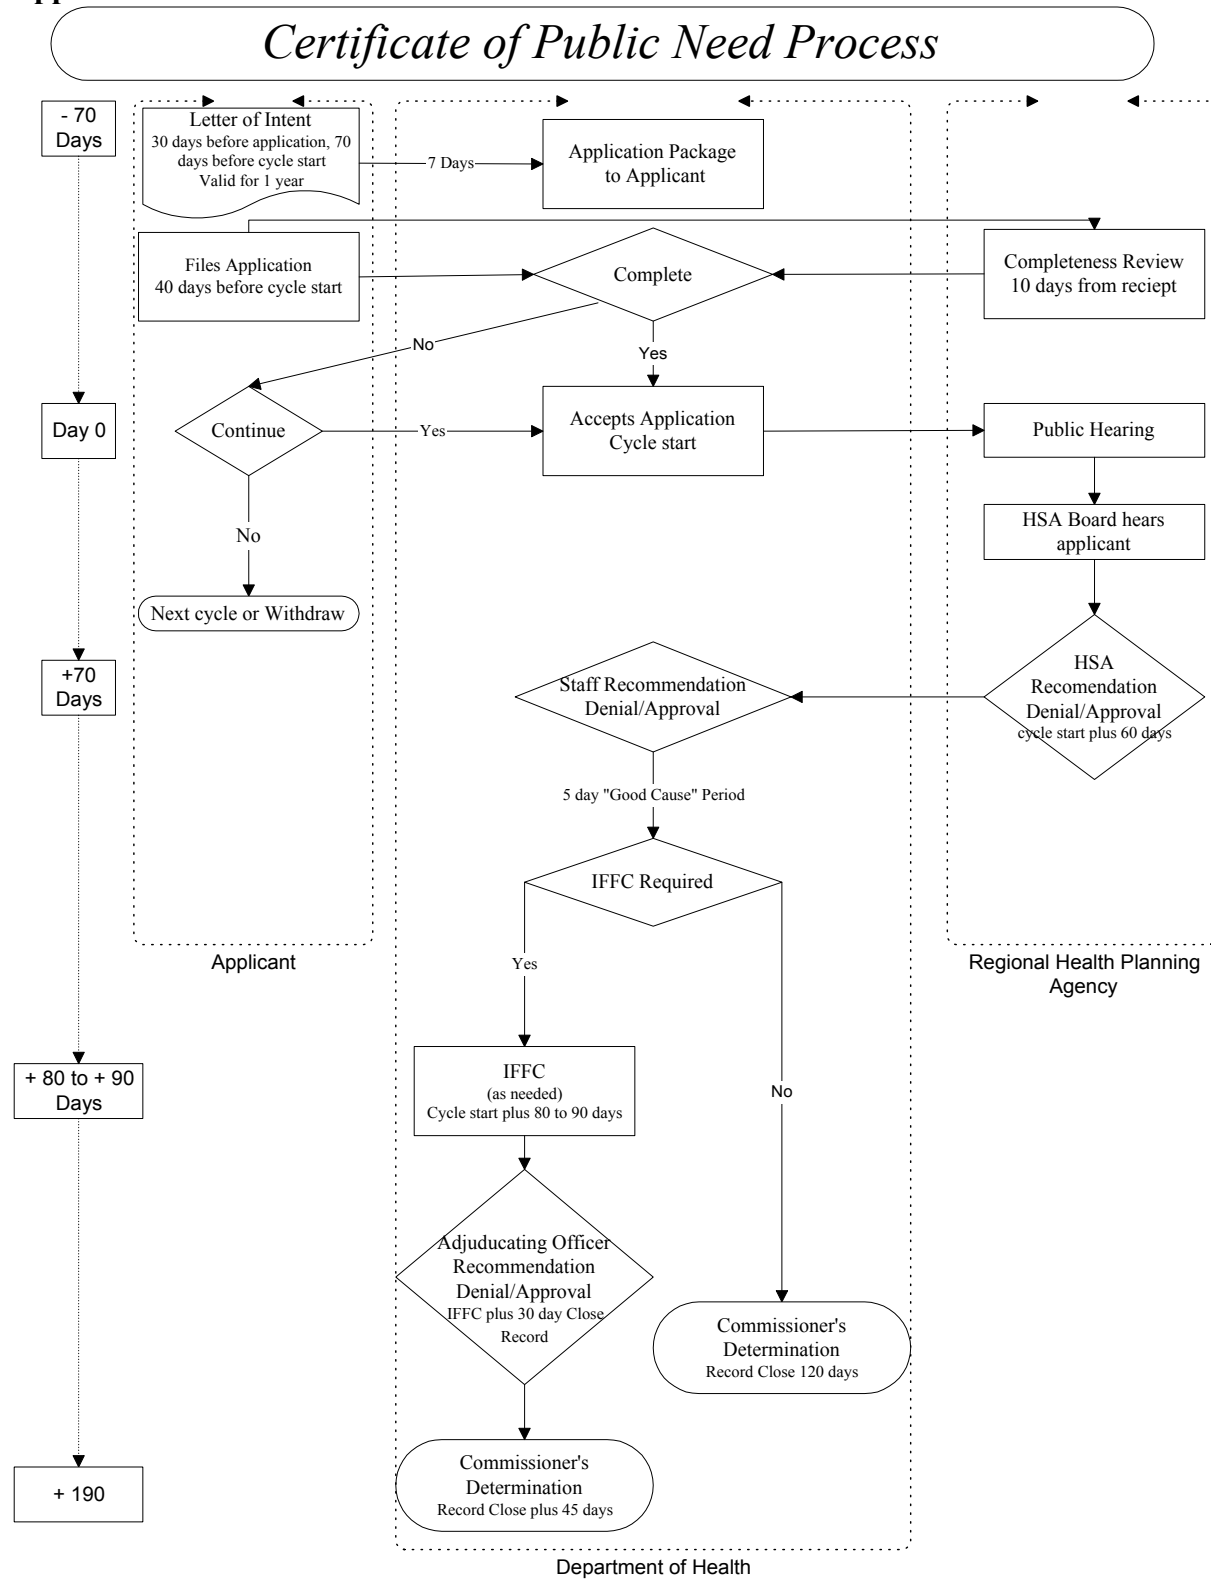 Certificate of Public Need Process
- 70
Days
Letter of Intent
30 days before application, 70
days before cycle start
Valid for 1 year
7 Days
Application Package
to Applicant
Files Application
40 days before cycle start
Complete
Completeness Review
10 days from reciept
No
Yes
Day 0
Continue
Yes
Accepts Application
Cycle start
Public Hearing
HSA Board hears
applicant
No
Next cycle or Withdraw
+70
Days
Staff Recommendation
Denial/Approval
HSA
Recomendation
Denial/Approval
cycle start plus 60 days
5 day "Good Cause" Period
IFFC Required
Applicant
Yes
Regional Health Planning
Agency
+ 80 to + 90
Days
IFFC
(as needed)
Cycle start plus 80 to 90 days
No
Adjuducating Officer
Recommendation
Denial/Approval
IFFC plus 30 day Close
Record
Commissioner's
Determination
Record Close 120 days
+ 190
Commissioner's
Determination
Record Close plus 45 days
Department of Health